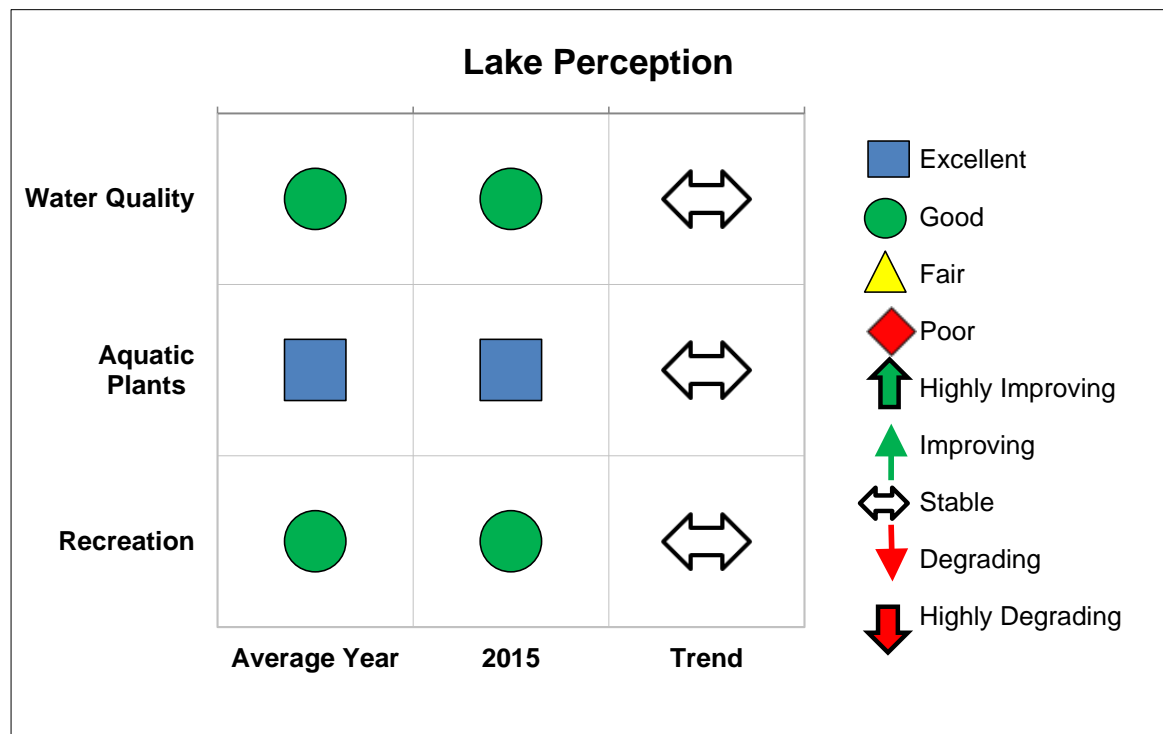 Lake Perception
Water Quality
Aquatic
Plants
Recreation
Average Year
2015
Trend
Excellent
Good
Fair
Poor
Highly Improving
Improving
Stable
Degrading
Highly Degrading